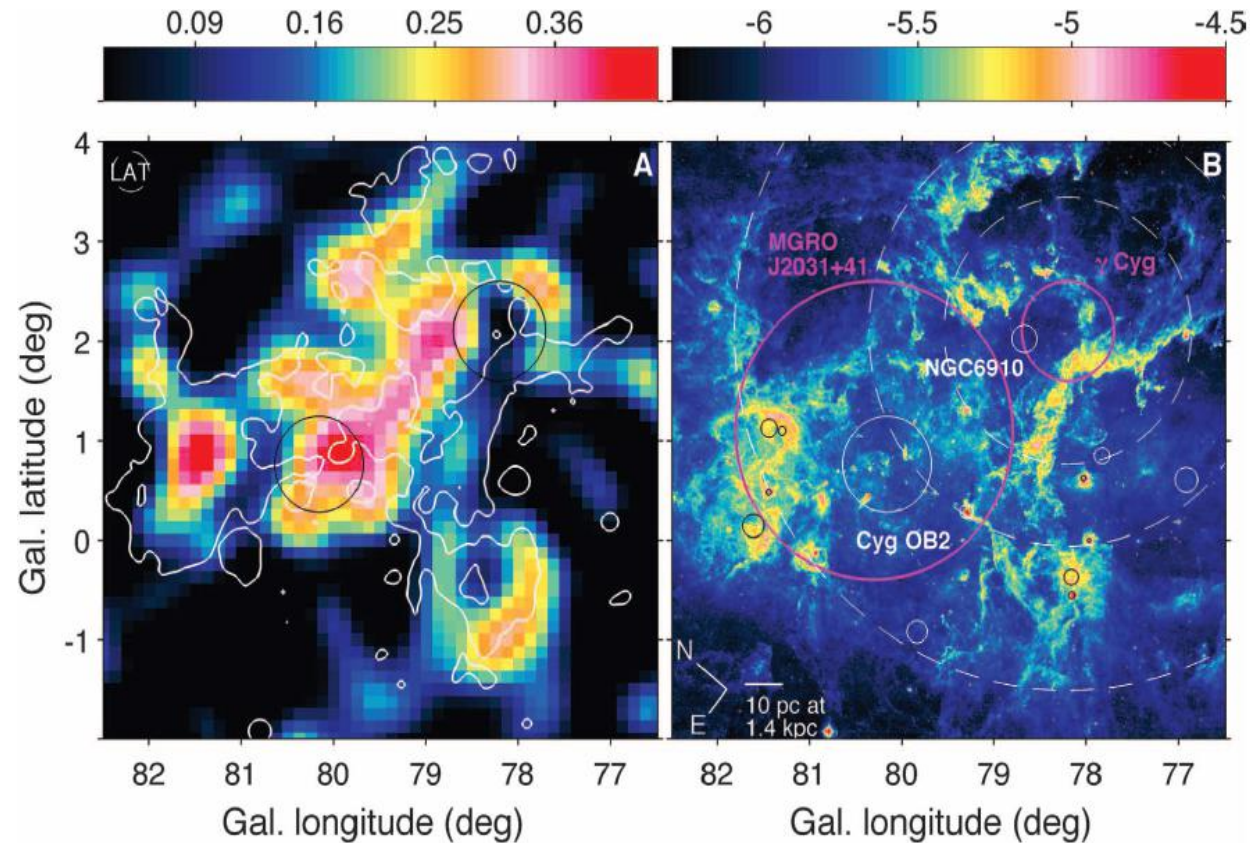 0.09 0.16 0.25 0.36
-6 -5.5 -5 -4.5
A
LAT
4
3
2
1
0
-1
Gal. latitude (deg)
82 81 80 79 78 77
Gal. longitude (deg)
B
MGRO
J2031+41
γ Cyg
NGC6910
Cyg OB2
N
E
10 pc at
1.4 kpc
82 81 80 79 78 77
Gal. longitude (deg)